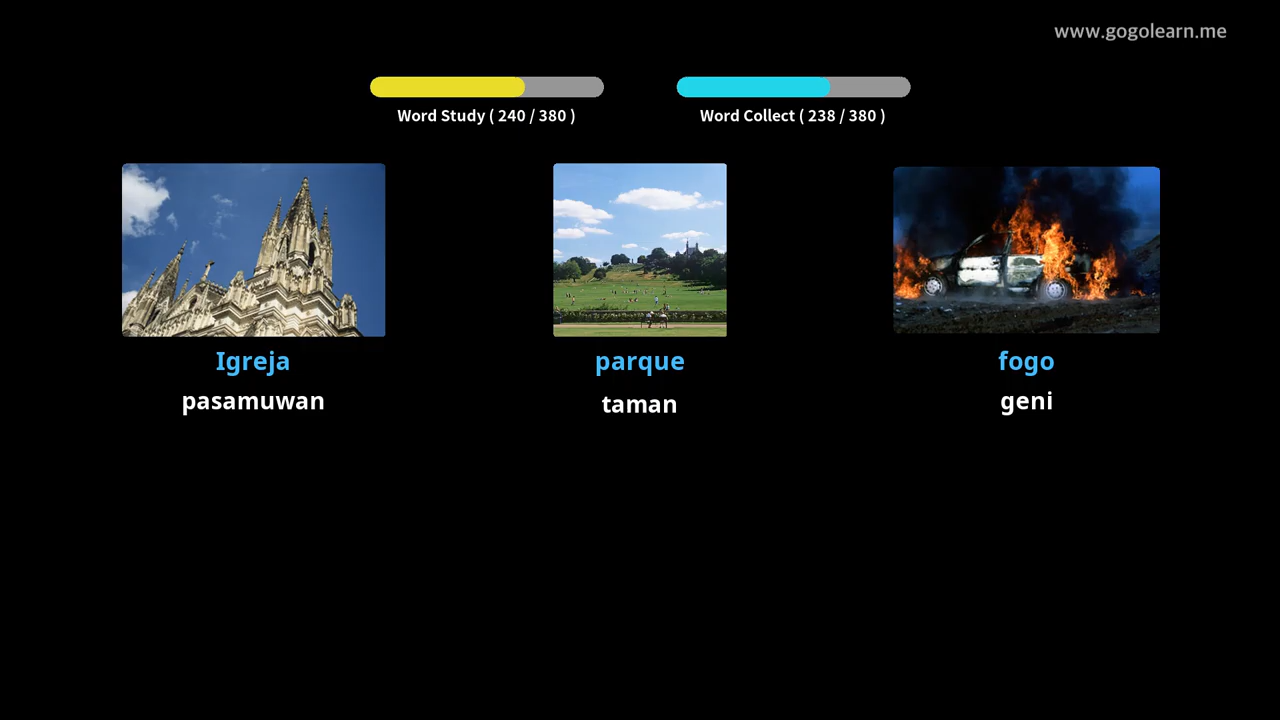 www.gogolearn.me
Word Study ( 240 / 380 )
Word Collect ( 238 / 380 )
Igreja
pasamuwan
parque
taman
fogo
geni